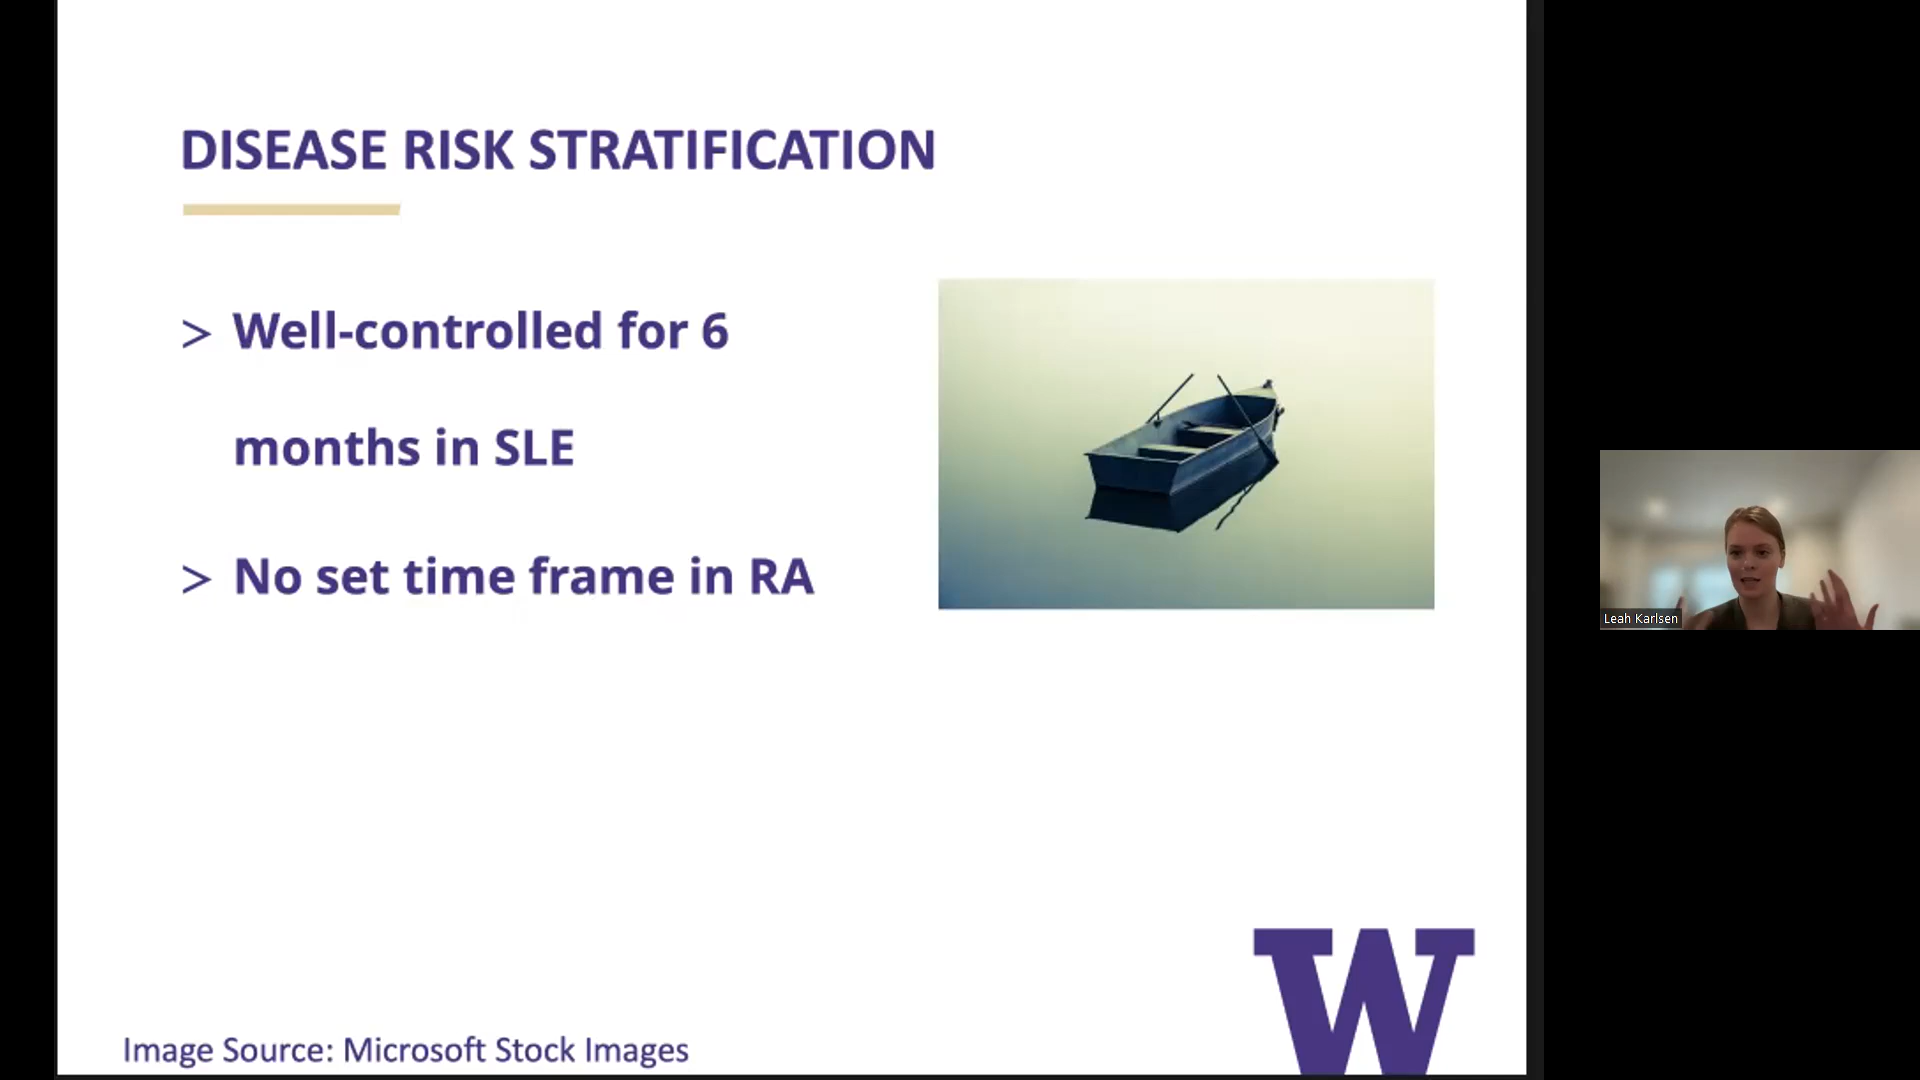 DISEASE RISK STRATIFICATION
> Well-controlled for 6
months in SLE
> No set time frame in RA
Leah Karlsen
W
Image Source: Microsoft Stock Images